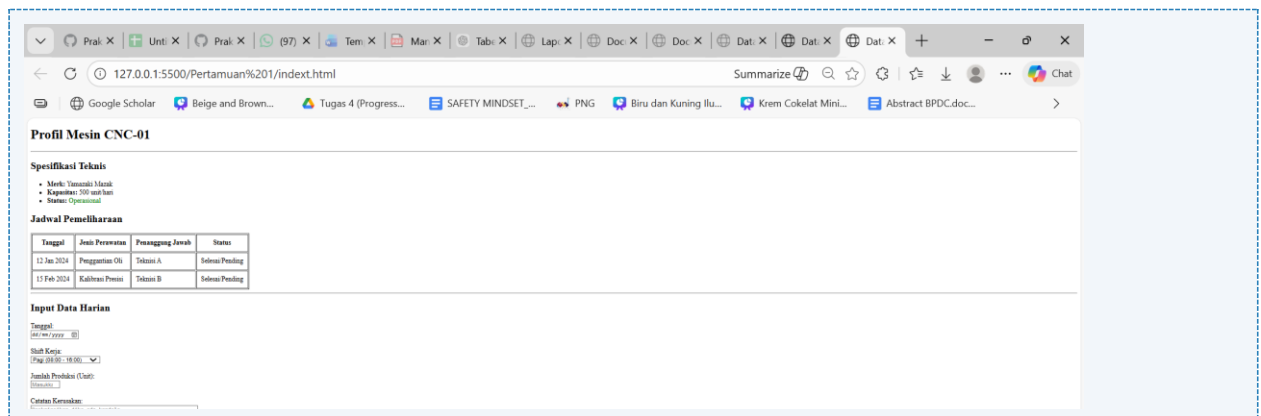 Prak Unti Prak (97) Tem Man Tabe Lapc Doc Doc Dat Dat Dat
127.0.0.1:5500/Pertamuan%201/indext.html Summarize Chat
Google Scholar Beige and Brown... Tugas 4 (Progress... SAFETY MINDSET_... PNG Biru dan Kuning Ilu... Krem Cokelat Mini... Abstract BPDC.doc...
Profil Mesin CNC-01
Spesifikasi Teknis
Merk: Yamazaki Mazak
Kapasitas: 500 unit/hari
Status: Operasional
Jadwal Pemeliharaan
Tanggal Jenis Perawatan Penanggung Jawab Status
12 Jan 2024 Penggantian Oli Teknisi A Selesai/Pending
15 Feb 2024 Kalibrasi Presisi Teknisi B Selesai/Pending
Input Data Harian
Tanggal:
dd/mm/yyyy
Shift Kerja:
Pagi (08:00 - 16:00)
Jumlah Produksi (Unit):
Catatan Kerusakan: